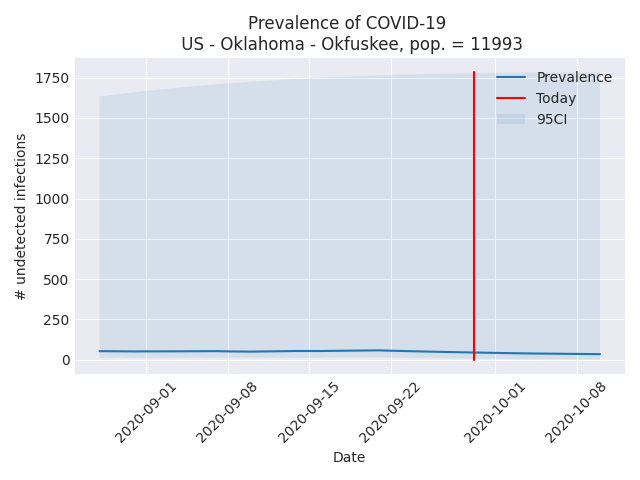 Prevalence of COVID-19
US - Oklahoma - Okfuskee, pop. = 11993
Prevalence
Today
95CI
# undetected infections
1750
1500
1250
1000
750
500
250
0
2020-09-01
2020-09-08
2020-09-15
2020-09-22
2020-10-01
2020-10-08
Date